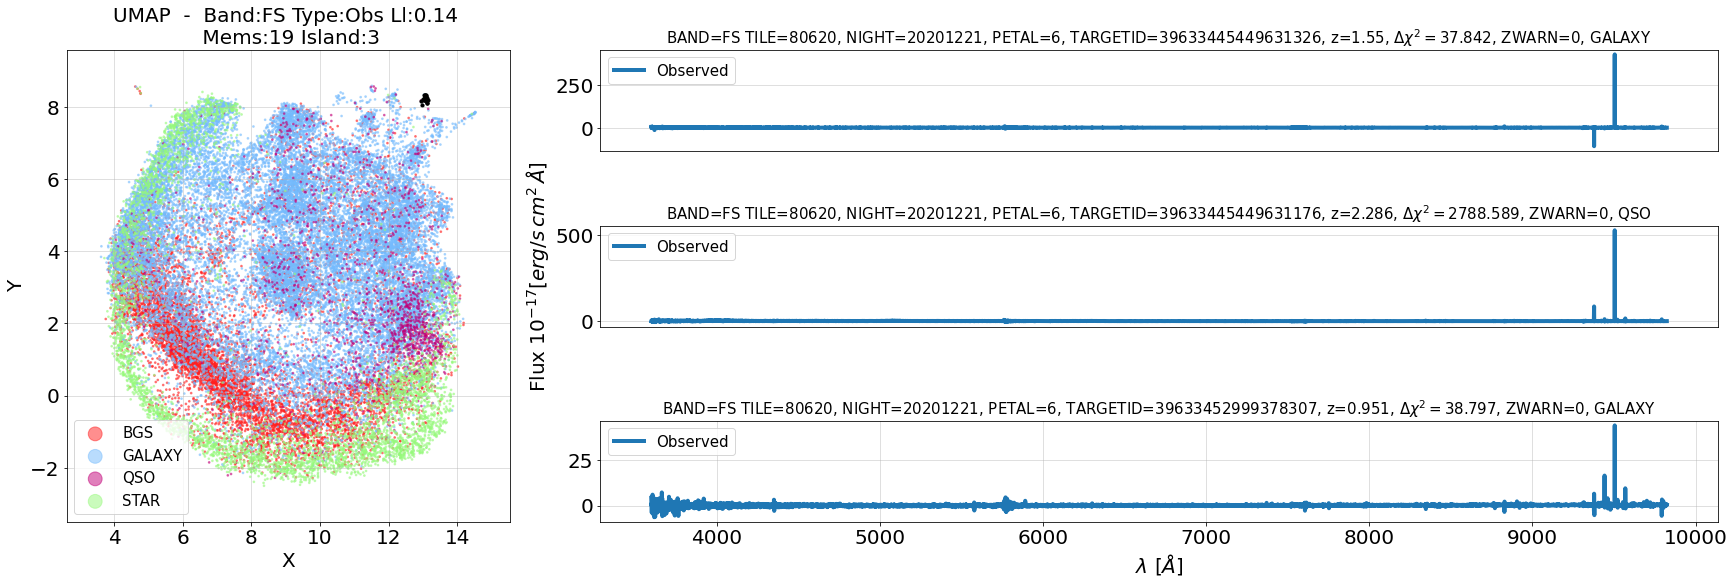 UMAP - Band:FS Type:Obs Ll:0.14
Mems:19 Island:3
Y
8
6
4
2
0
−2
BGS
GALAXY
QSO
STAR
4 6 8 10 12 14
X
Flux 10⁻¹⁷[erg/s cm² Å]
BAND=FS TILE=80620, NIGHT=20201221, PETAL=6, TARGETID=39633445449631326, z=1.55, Δχ² = 37.842, ZWARN=0, GALAXY
Observed
250
0
BAND=FS TILE=80620, NIGHT=20201221, PETAL=6, TARGETID=39633445449631176, z=2.286, Δχ² = 2788.589, ZWARN=0, QSO
Observed
500
0
BAND=FS TILE=80620, NIGHT=20201221, PETAL=6, TARGETID=39633452999378307, z=0.951, Δχ² = 38.797, ZWARN=0, GALAXY
Observed
25
0
4000 5000 6000 7000 8000 9000 10000
λ [Å]